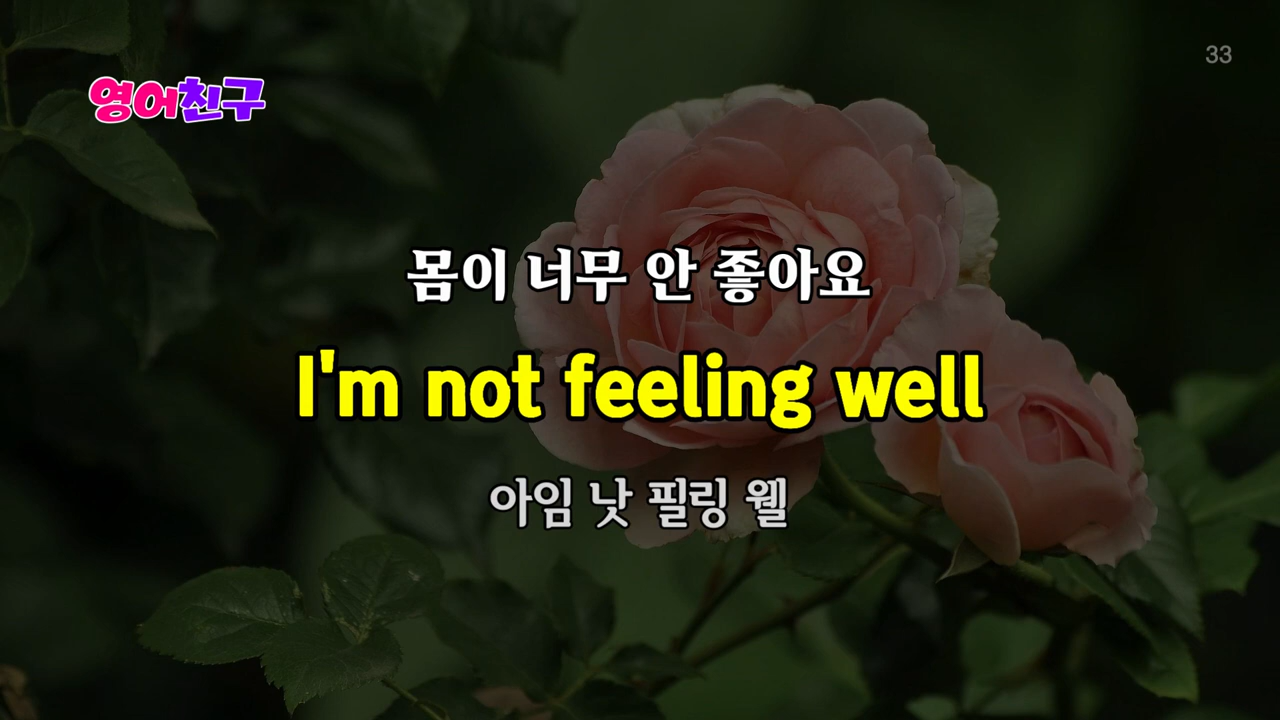 영어친구
33
몸이 너무 안 좋아요
I'm not feeling well
아임 낫 필링 웰